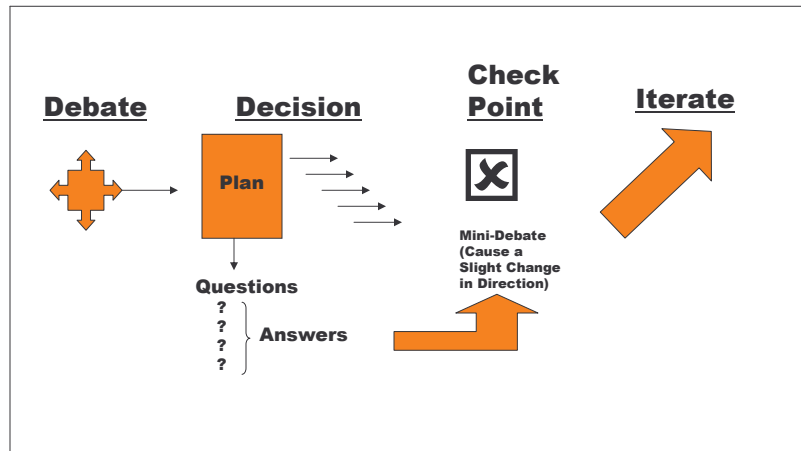 Debate
Decision
Check
Point
Iterate
Plan
Questions
?
?
?
?
Answers
Mini-Debate
(Cause a
Slight Change
in Direction)